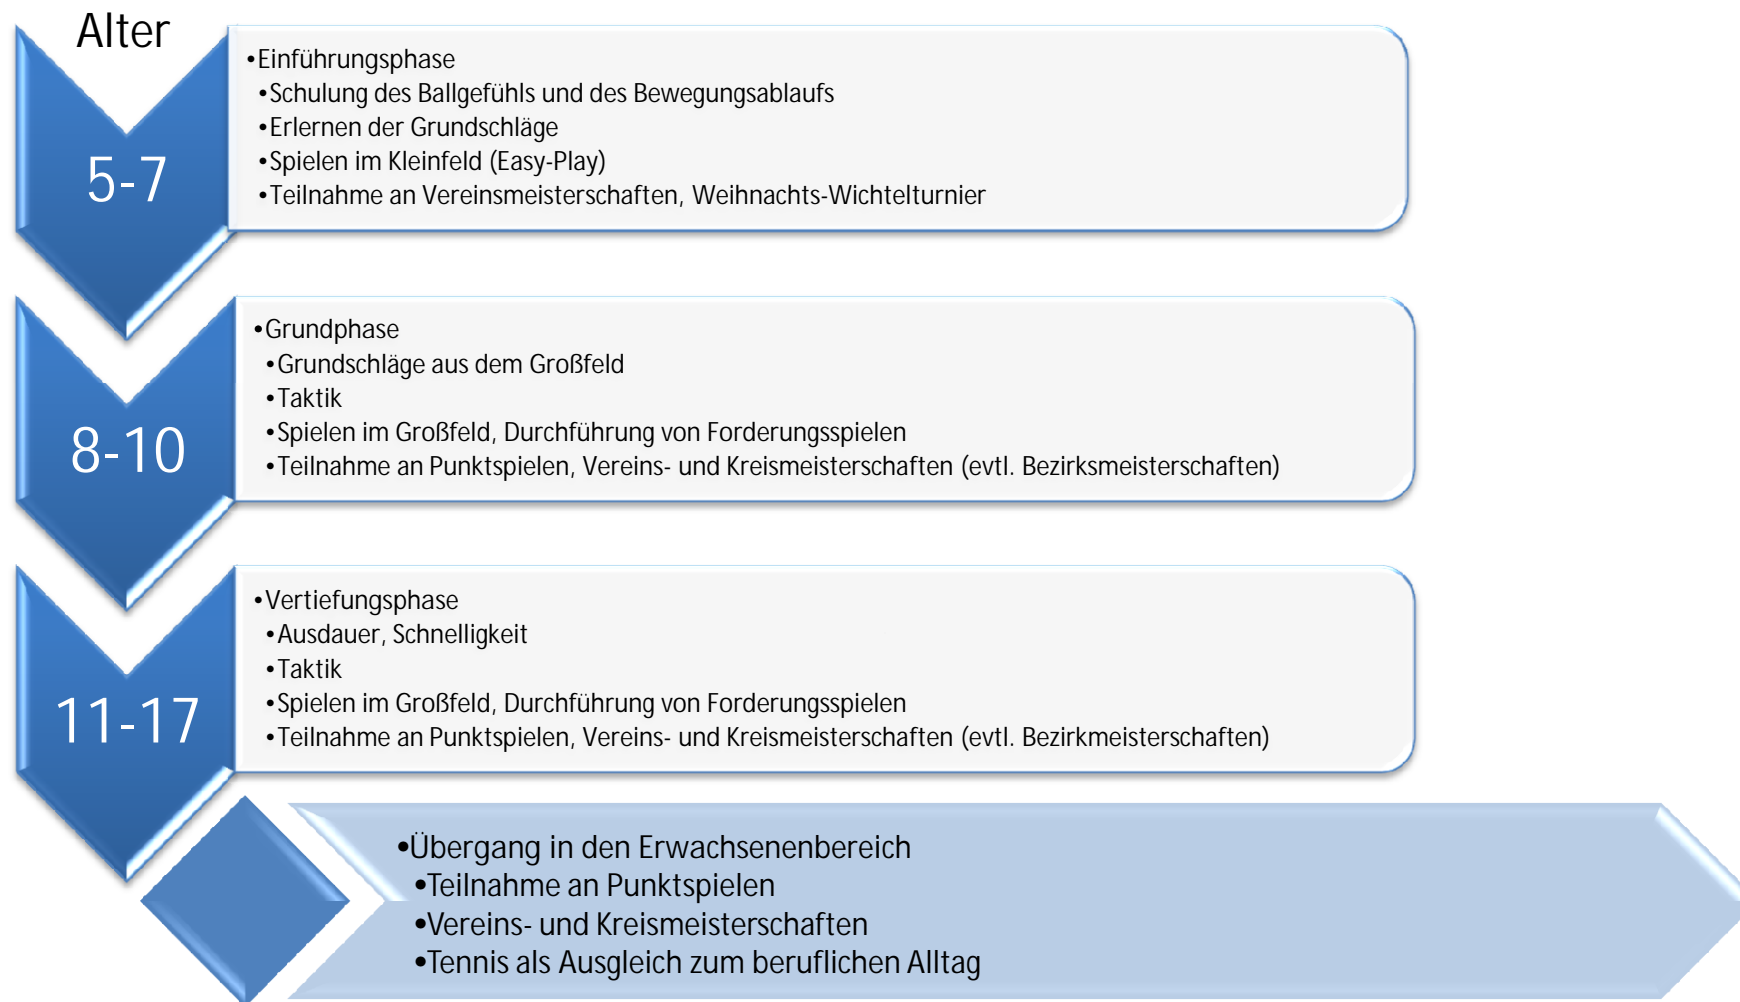 Alter
5-7
•Einführungsphase
•Schulung des Ballgefühls und des Bewegungsablaufs
•Erlernen der Grundschläge
•Spielen im Kleinfeld (Easy-Play)
•Teilnahme an Vereinsmeisterschaften, Weihnachts-Wichtelturnier
8-10
•Grundphase
•Grundschläge aus dem Großfeld
•Taktik
•Spielen im Großfeld, Durchführung von Forderungsspielen
•Teilnahme an Punktspielen, Vereins- und Kreismeisterschaften (evtl. Bezirksmeisterschaften)
11-17
•Vertiefungsphase
•Ausdauer, Schnelligkeit
•Taktik
•Spielen im Großfeld, Durchführung von Forderungsspielen
•Teilnahme an Punktspielen, Vereins- und Kreismeisterschaften (evtl. Bezirkmeisterschaften)
•Übergang in den Erwachsenenbereich
•Teilnahme an Punktspielen
•Vereins- und Kreismeisterschaften
•Tennis als Ausgleich zum beruflichen Alltag